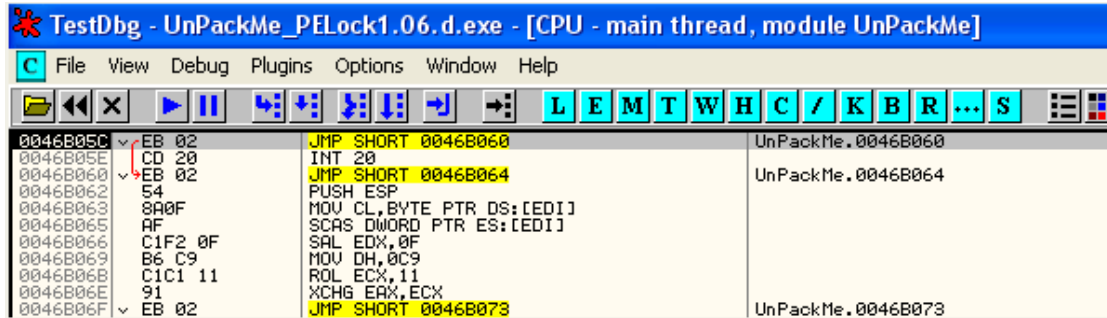 TestDbg - UnPackMe_PELock1.06.d.exe - [CPU - main thread, module UnPackMe]
C File View Debug Plugins Options Window Help
L E M T W H C / K B R ... S
0046B05C EB 02 JMP SHORT 0046B060 UnPackMe.0046B060
0046B05E CD 20 INT 20
0046B060 EB 02 JMP SHORT 0046B064 UnPackMe.0046B064
0046B062 54 PUSH ESP
0046B063 8A0F MOV CL,BYTE PTR DS:[EDI]
0046B065 AF SCAS DWORD PTR ES:[EDI]
0046B066 C1F2 0F SAL EDX,0F
0046B069 B6 C9 MOV DH,0C9
0046B06B C1C1 11 ROL ECX,11
0046B06E 91 XCHG EAX,ECX
0046B06F EB 02 JMP SHORT 0046B073 UnPackMe.0046B073